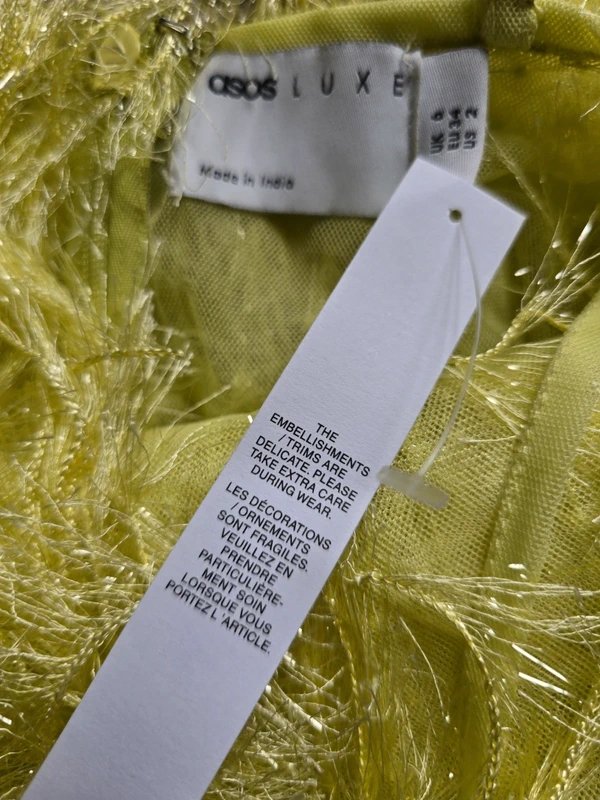 asos LUXE
Made in India
UK 6
EU 34
US 2
THE
EMBELLISHMENTS
/ TRIMS ARE
DELICATE. PLEASE
TAKE EXTRA CARE
DURING WEAR.
LES DÉCORATIONS
/ ORNEMENTS
SONT FRAGILES.
VEUILLEZ EN
PRENDRE
PARTICULIÈRE-
MENT SOIN
LORSQUE VOUS
PORTEZ L'ARTICLE.